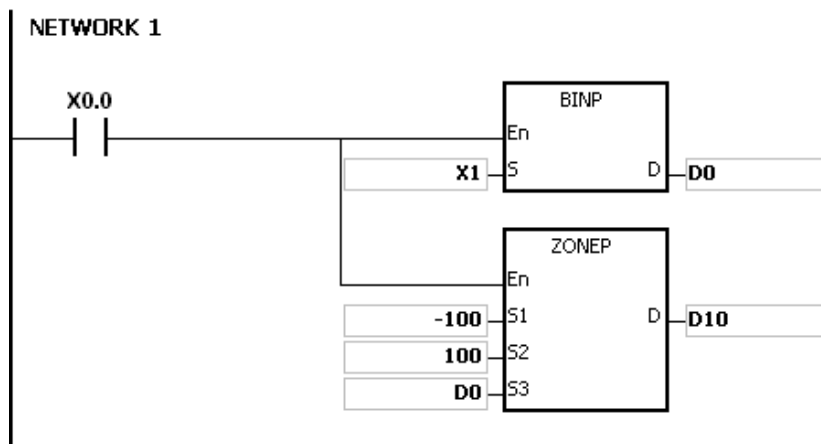 NETWORK 1
X0.0
BINP
En
X1 S D D0
ZONEP
En
-100 S1 D D10
100 S2
D0 S3